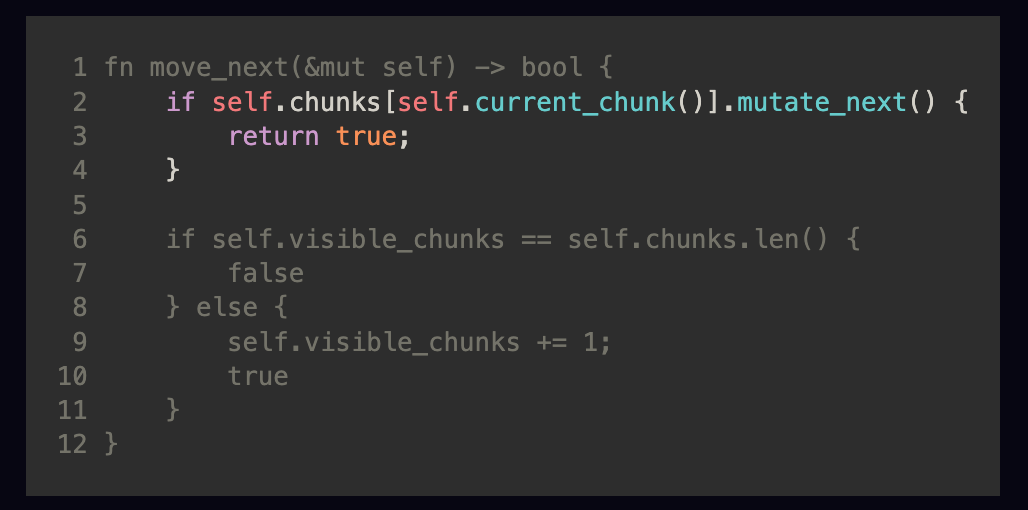 1 fn move_next(&mut self) -> bool {
2     if self.chunks[self.current_chunk()].mutate_next() {
3         return true;
4     }
5
6     if self.visible_chunks == self.chunks.len() {
7         false
8     } else {
9         self.visible_chunks += 1;
10         true
11     }
12 }